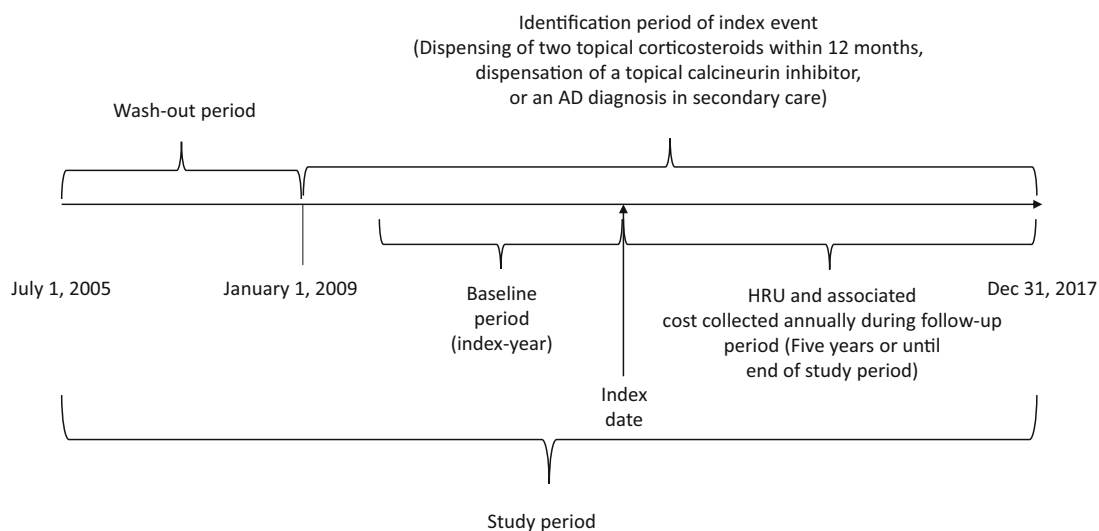 Identification period of index event
(Dispensing of two topical corticosteroids within 12 months,
dispensation of a topical calcineurin inhibitor,
or an AD diagnosis in secondary care)
Wash-out period
July 1, 2005
January 1, 2009
Dec 31, 2017
Baseline
period
(index-year)
HRU and associated
cost collected annually during follow-up
period (Five years or until
end of study period)
Index
date
Study period